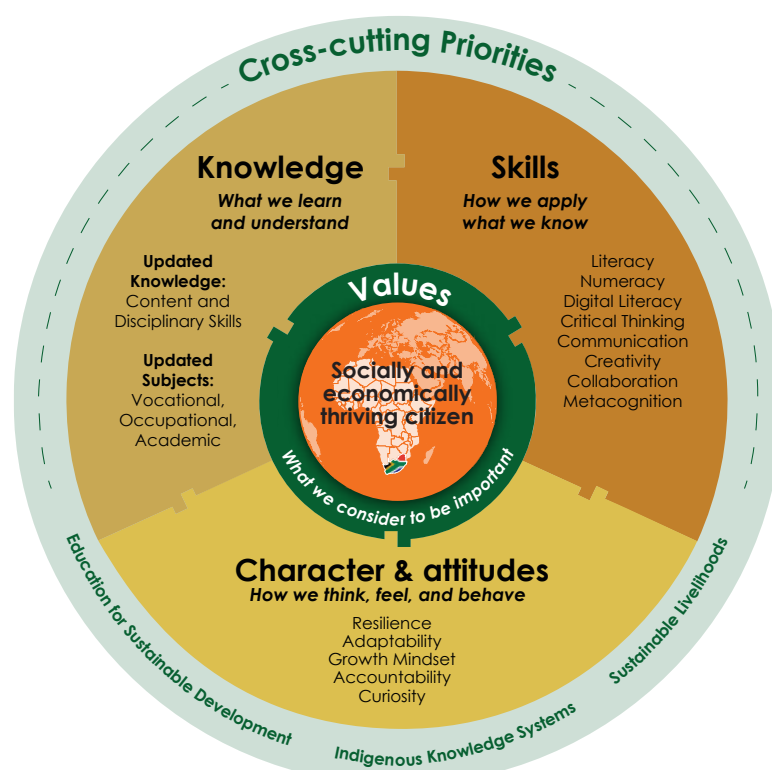 Cross-cutting Priorities
Knowledge
What we learn
and understand
Updated
Knowledge:
Content and
Disciplinary Skills
Updated
Subjects:
Vocational,
Occupational,
Academic
Skills
How we apply
what we know
Literacy
Numeracy
Digital Literacy
Critical Thinking
Communication
Creativity
Collaboration
Metacognition
Values
Socially and
economically
thriving citizen
What we consider to be important
Character & attitudes
How we think, feel, and behave
Resilience
Adaptability
Growth Mindset
Accountability
Curiosity
Education for Sustainable Development
Indigenous Knowledge Systems
Sustainable Livelihoods